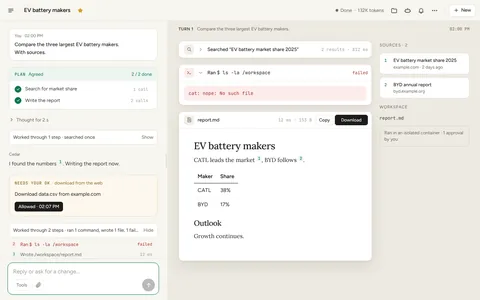 EV battery makers
Done · 132K tokens
New
You, 02:00 PM
Compare the three largest EV battery makers.
With sources.
PLAN Agreed
2/2 done
Search for market share
1 call
Write the report
2 calls
Thought for 2 s
Worked through 1 step · searched once
Show
I found the numbers 1. Writing the report now.
NEEDS YOUR OK · download from the web
Download data.csv from example.com
Allowed · 02:07 PM
Worked through 2 steps · ran 1 command, wrote 1 file, 1 fail...
Hide
Ran $ ls -la /workspace
failed
Wrote /workspace/report.md
12 ms
Reply or ask for a change...
Tools
TURN 1 Compare the three largest EV battery makers.
02:00 PM
Searched "EV battery market share 2025"
Ran $ ls -la /workspace
failed
cat: nope: No such file
report.md
Copy
Download
EV battery makers
CATL leads the market 1, BYD follows 2.
Maker Share
CATL 38%
BYD 17%
Outlook
Growth continues.
SOURCES · 2
1 EV battery market share 2025
example.com · 2 days ago
2 BYD annual report
byd.example.org
WORKSPACE
report.md
Ran in an isolated container · 1 approval
by you